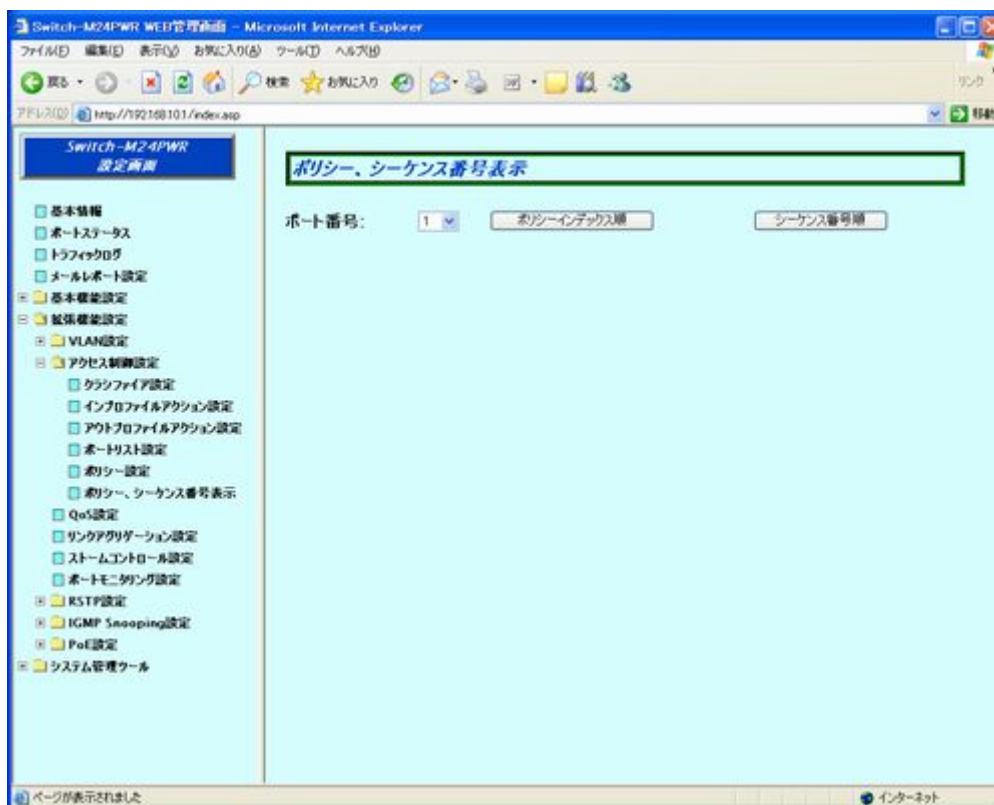 Switch-M24PWR WEB管理画面 - Microsoft Internet Explorer
ファイル(F) 編集(E) 表示(V) お気に入り(A) ツール(T) ヘルプ(H)
戻る 検索 お気に入り リンク
アドレス(D) http://192.168.10.1/index.asp 移動
Switch-M24PWR
設定画面
ポリシー、シーケンス番号表示
ポート番号: 1 ポリシーインデックス順 シーケンス番号順
基本情報
ポートステータス
トラフィックログ
メールレポート設定
基本機能設定
拡張機能設定
VLAN設定
アクセス制御設定
クラシファイア設定
インプロファイルアクション設定
アウトプロファイルアクション設定
ポートリスト設定
ポリシー設定
ポリシー、シーケンス番号表示
QoS設定
リンクアグリゲーション設定
ストームコントロール設定
ポートモニタリング設定
RSTP設定
IGMP Snooping設定
PoE設定
システム管理ツール
ページが表示されました インターネット